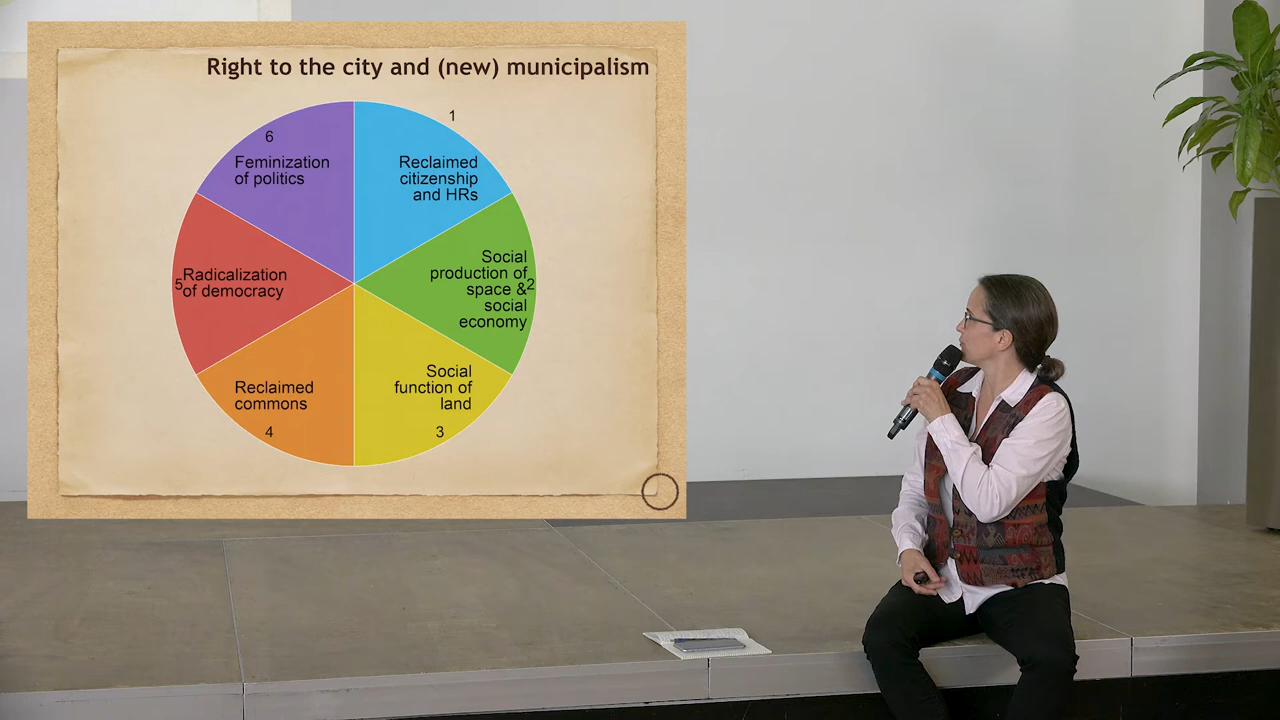 Right to the city and (new) municipalism
1
Reclaimed
citizenship
and HRs
Social
production of
space &
social
economy
2
Social
function of
land
3
Reclaimed
commons
4
Radicalization
of democracy
5
Feminization
of politics
6